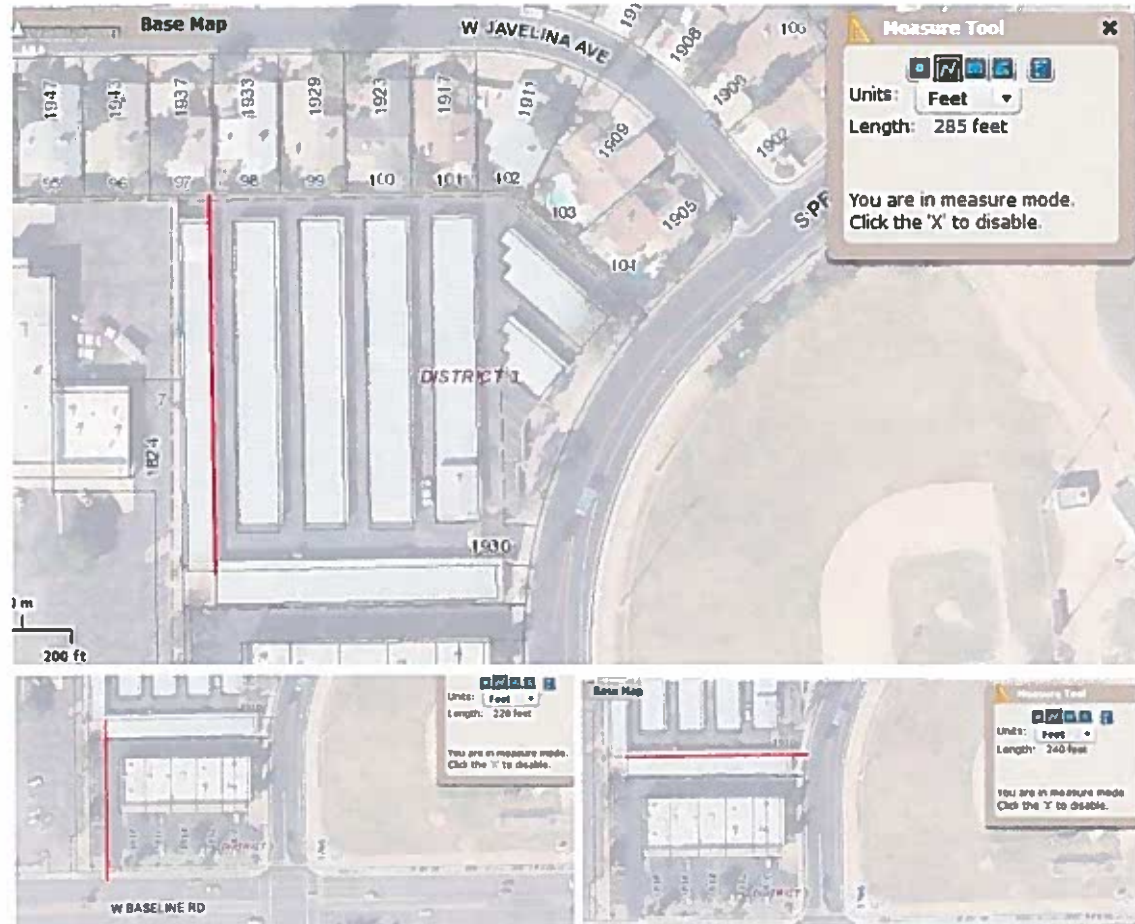 Base Map
W JAVELINA AVE
Measure Tool
Units: Feet
Length: 285 feet
You are in measure mode.
Click the 'X' to disable.
1908
106
1947
1943
1937
1933
1929
1923
1917
1911
1909
1902
96
97
98
99
100
101
102
103
1905
104
DISTRICT
7
1824
1930
200 ft
Units: Feet
Length: 228 feet
You are in measure mode.
Click the 'X' to disable.
W BASELINE RD
Base Map
Measure Tool
Units: Feet
Length: 240 feet
You are in measure mode
Click the 'X' to disable.